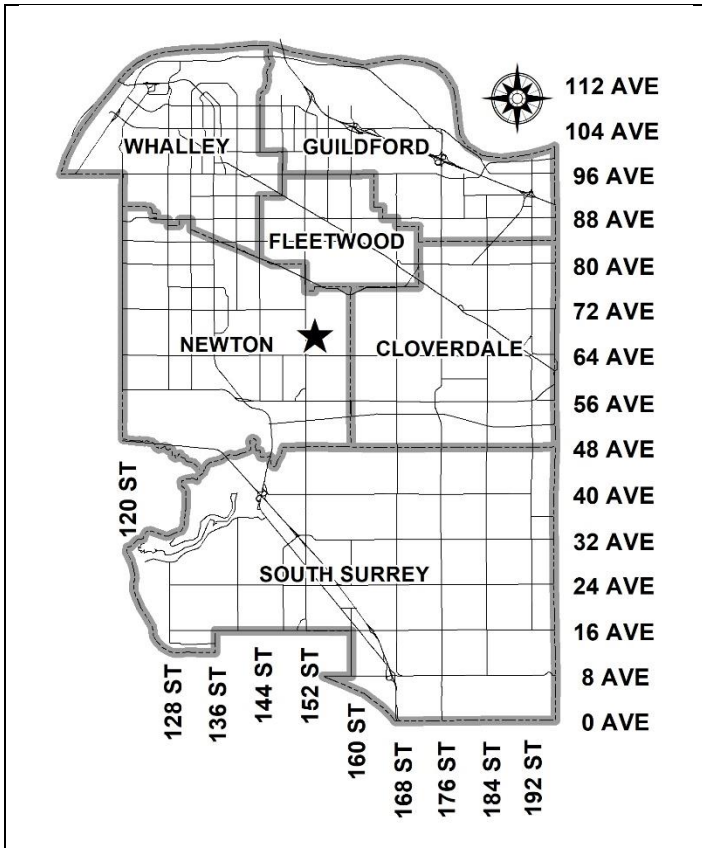 112 AVE
104 AVE
WHALLEY
GUILDFORD
96 AVE
88 AVE
FLEETWOOD
80 AVE
72 AVE
NEWTON
CLOVERDALE
64 AVE
56 AVE
48 AVE
120 ST
40 AVE
32 AVE
SOUTH SURREY
24 AVE
16 AVE
8 AVE
0 AVE
128 ST
136 ST
144 ST
152 ST
160 ST
168 ST
176 ST
184 ST
192 ST